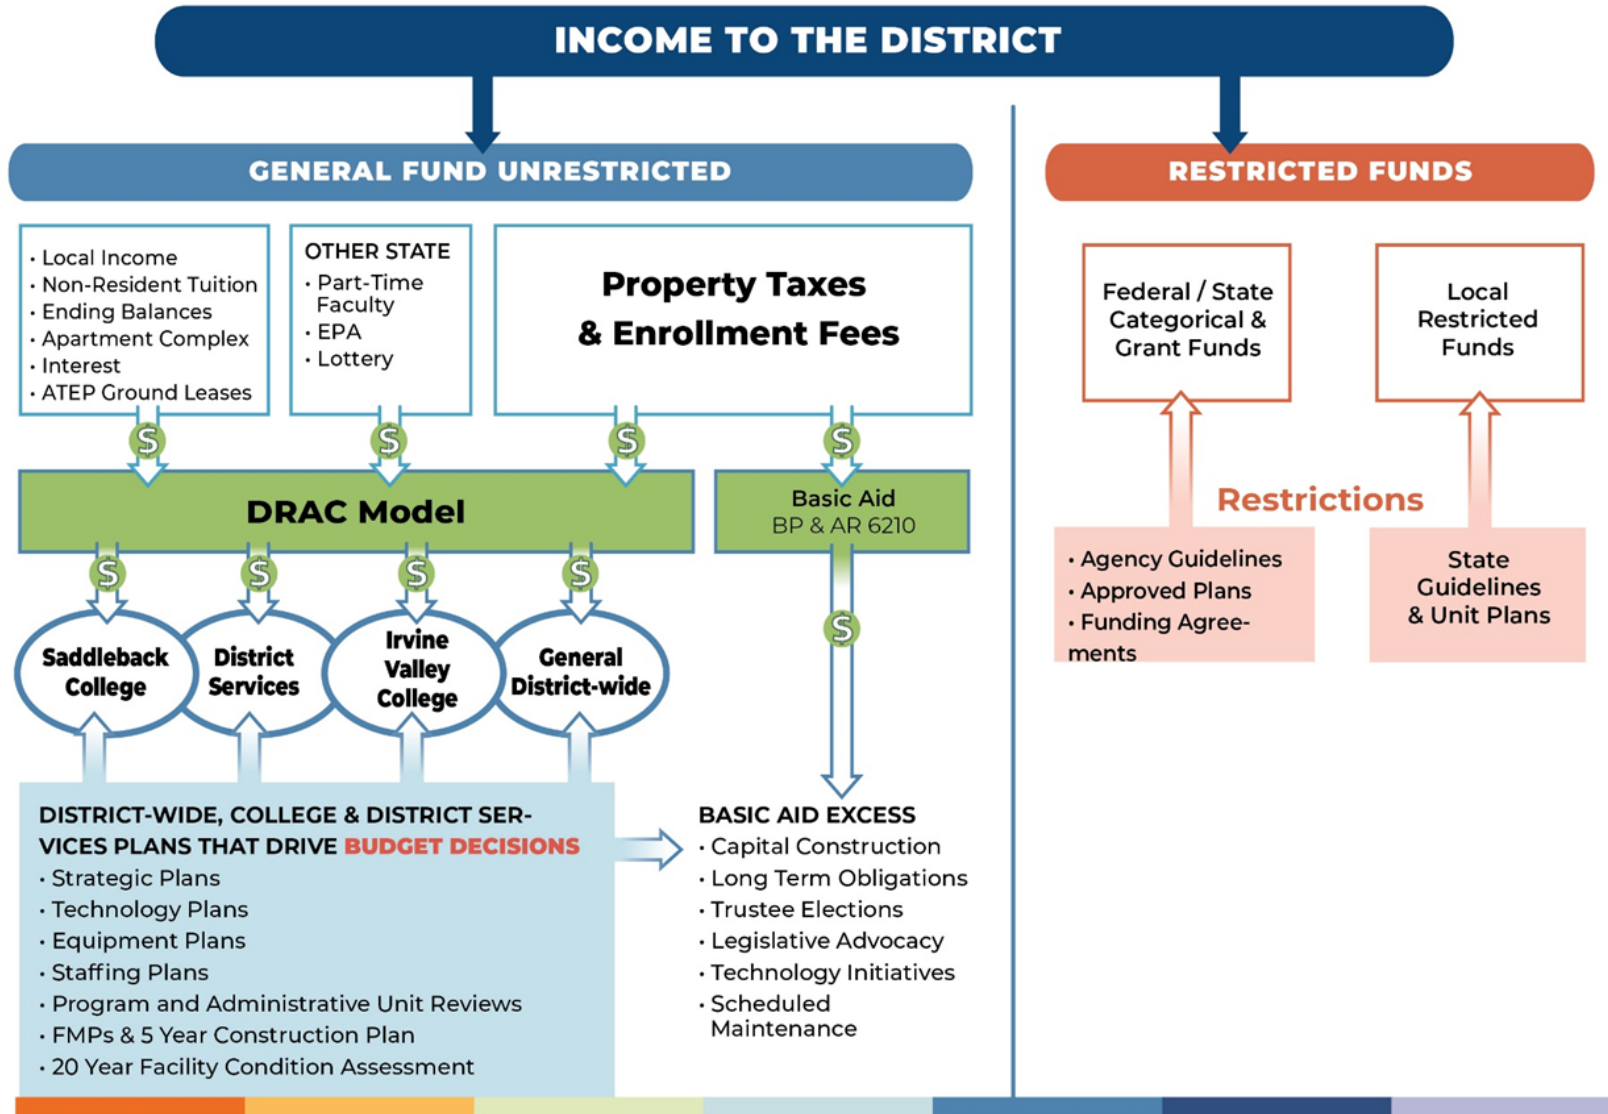 INCOME TO THE DISTRICT
GENERAL FUND UNRESTRICTED
· Local Income
· Non-Resident Tuition
· Ending Balances
· Apartment Complex
· Interest
· ATEP Ground Leases
OTHER STATE
· Part-Time
Faculty
· EPA
· Lottery
Property Taxes
& Enrollment Fees
$
$
$
$
DRAC Model
Basic Aid
BP & AR 6210
$
$
$
$
$
Saddleback
College
District
Services
Irvine
Valley
College
General
District-wide
DISTRICT-WIDE, COLLEGE & DISTRICT SER-
VICES PLANS THAT DRIVE BUDGET DECISIONS
· Strategic Plans
· Technology Plans
· Equipment Plans
· Staffing Plans
· Program and Administrative Unit Reviews
· FMPs & 5 Year Construction Plan
· 20 Year Facility Condition Assessment
BASIC AID EXCESS
· Capital Construction
· Long Term Obligations
· Trustee Elections
· Legislative Advocacy
· Technology Initiatives
· Scheduled
Maintenance
RESTRICTED FUNDS
Federal / State
Categorical &
Grant Funds
Local
Restricted
Funds
Restrictions
· Agency Guidelines
· Approved Plans
· Funding Agree-
ments
State
Guidelines
& Unit Plans